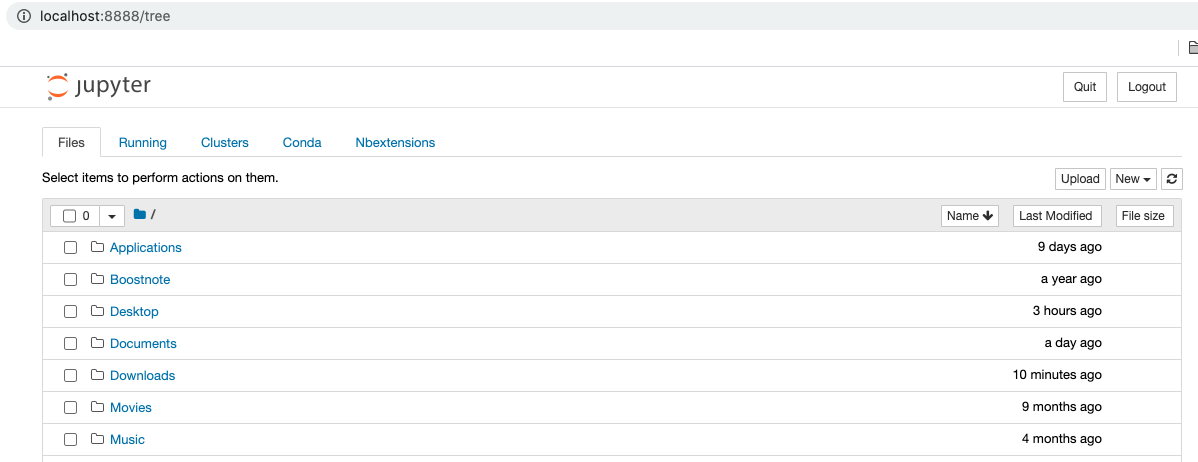 localhost:8888/tree
jupyter
Quit Logout
Files Running Clusters Conda Nbextensions
Select items to perform actions on them.
Upload New
0 / Name Last Modified File size
Applications 9 days ago
Boostnote a year ago
Desktop 3 hours ago
Documents a day ago
Downloads 10 minutes ago
Movies 9 months ago
Music 4 months ago